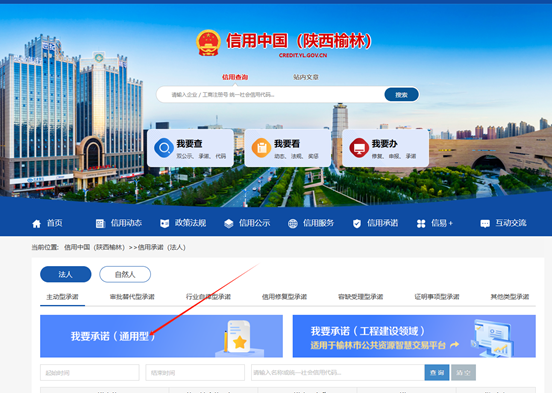 信用中国（陕西榆林）
CREDIT.YL.GOV.CN
信用查询 站内文章
请输入企业/工商注册号 统一社会信用代码... 搜索
我要查 我要看 我要办
双公示、承诺、代码 动态、法规、奖惩 修复、申报、承诺
首页 信用动态 政策法规 信用公示 信用服务 信用承诺 信易+ 互动交流
当前位置: 信用中国（陕西榆林）>>信用承诺（法人）
法人 自然人
主动型承诺 审批替代型承诺 行业自律型承诺 信用修复型承诺 容缺受理型承诺 证明事项型承诺 其他类型承诺
我要承诺（通用型） 我要承诺（工程建设领域）
适用于榆林市公共资源智慧交易平台
起始时间 结束时间 请输入名称或统一社会信用代码... 查 询 清 空